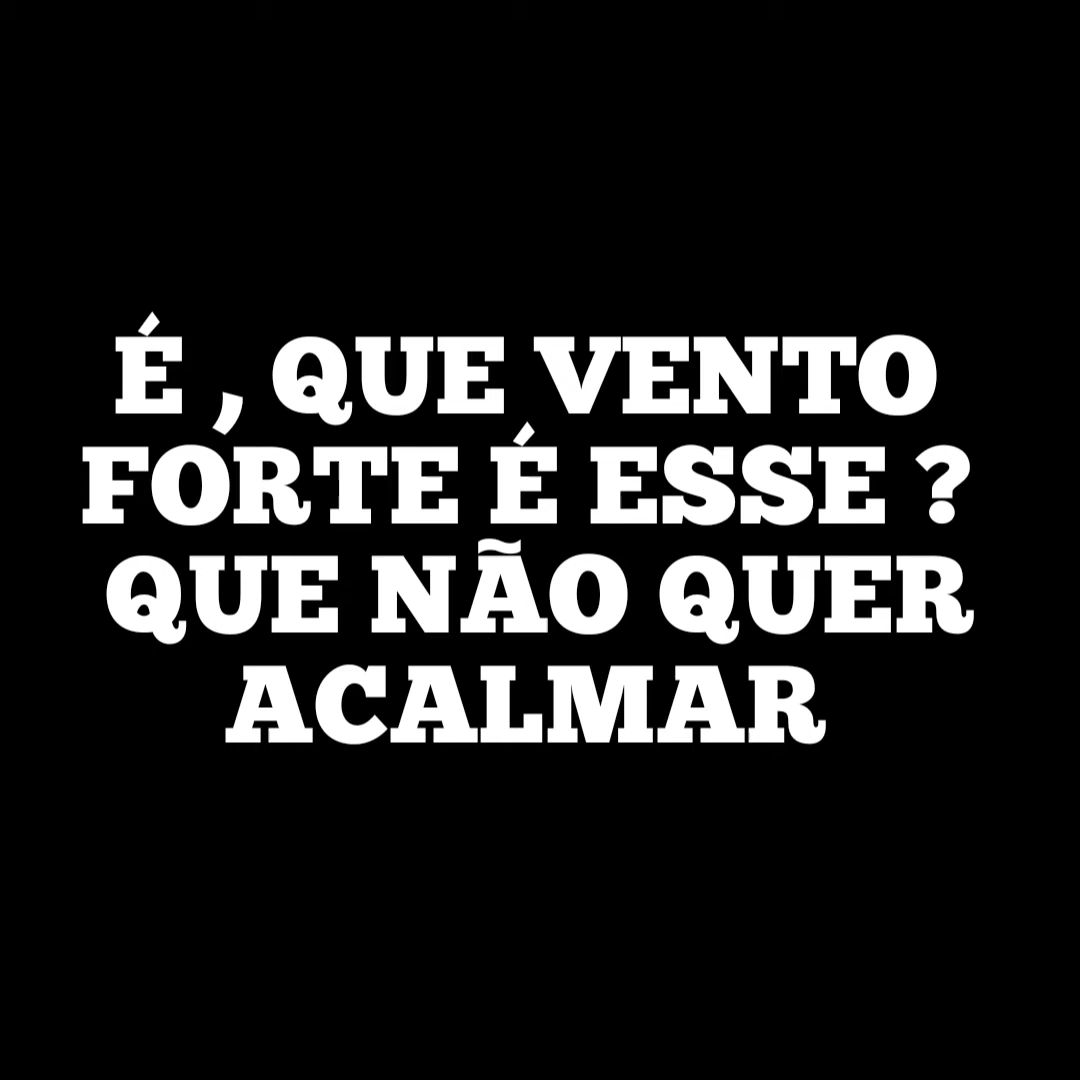 É , QUE VENTO
FORTE É ESSE ?
QUE NÃO QUER
ACALMAR